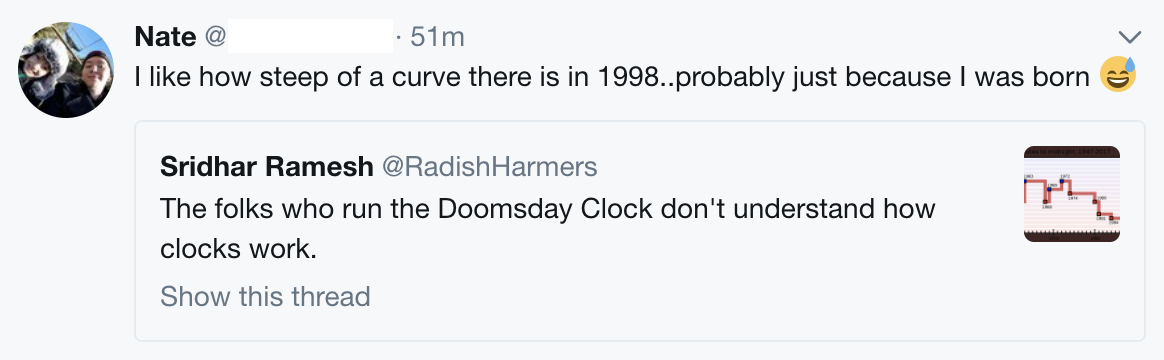 Nate @ · 51m
I like how steep of a curve there is in 1998..probably just because I was born 😅
Sridhar Ramesh @RadishHarmers
The folks who run the Doomsday Clock don't understand how
clocks work.
Show this thread